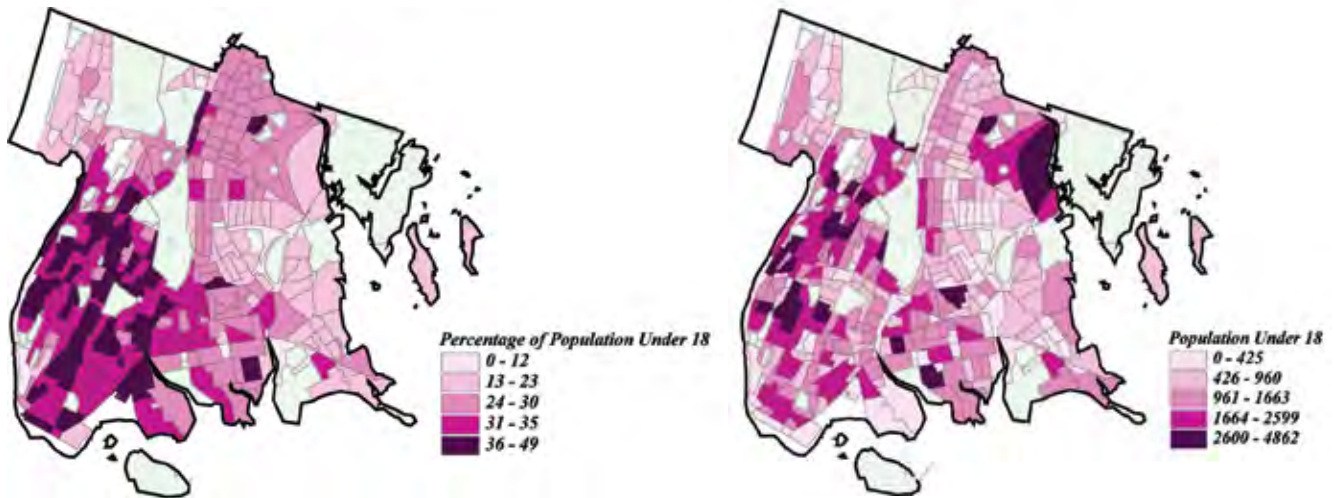 Percentage of Population Under 18
0 - 12
13 - 23
24 - 30
31 - 35
36 - 49
Population Under 18
0 - 425
426 - 960
961 - 1663
1664 - 2599
2600 - 4862